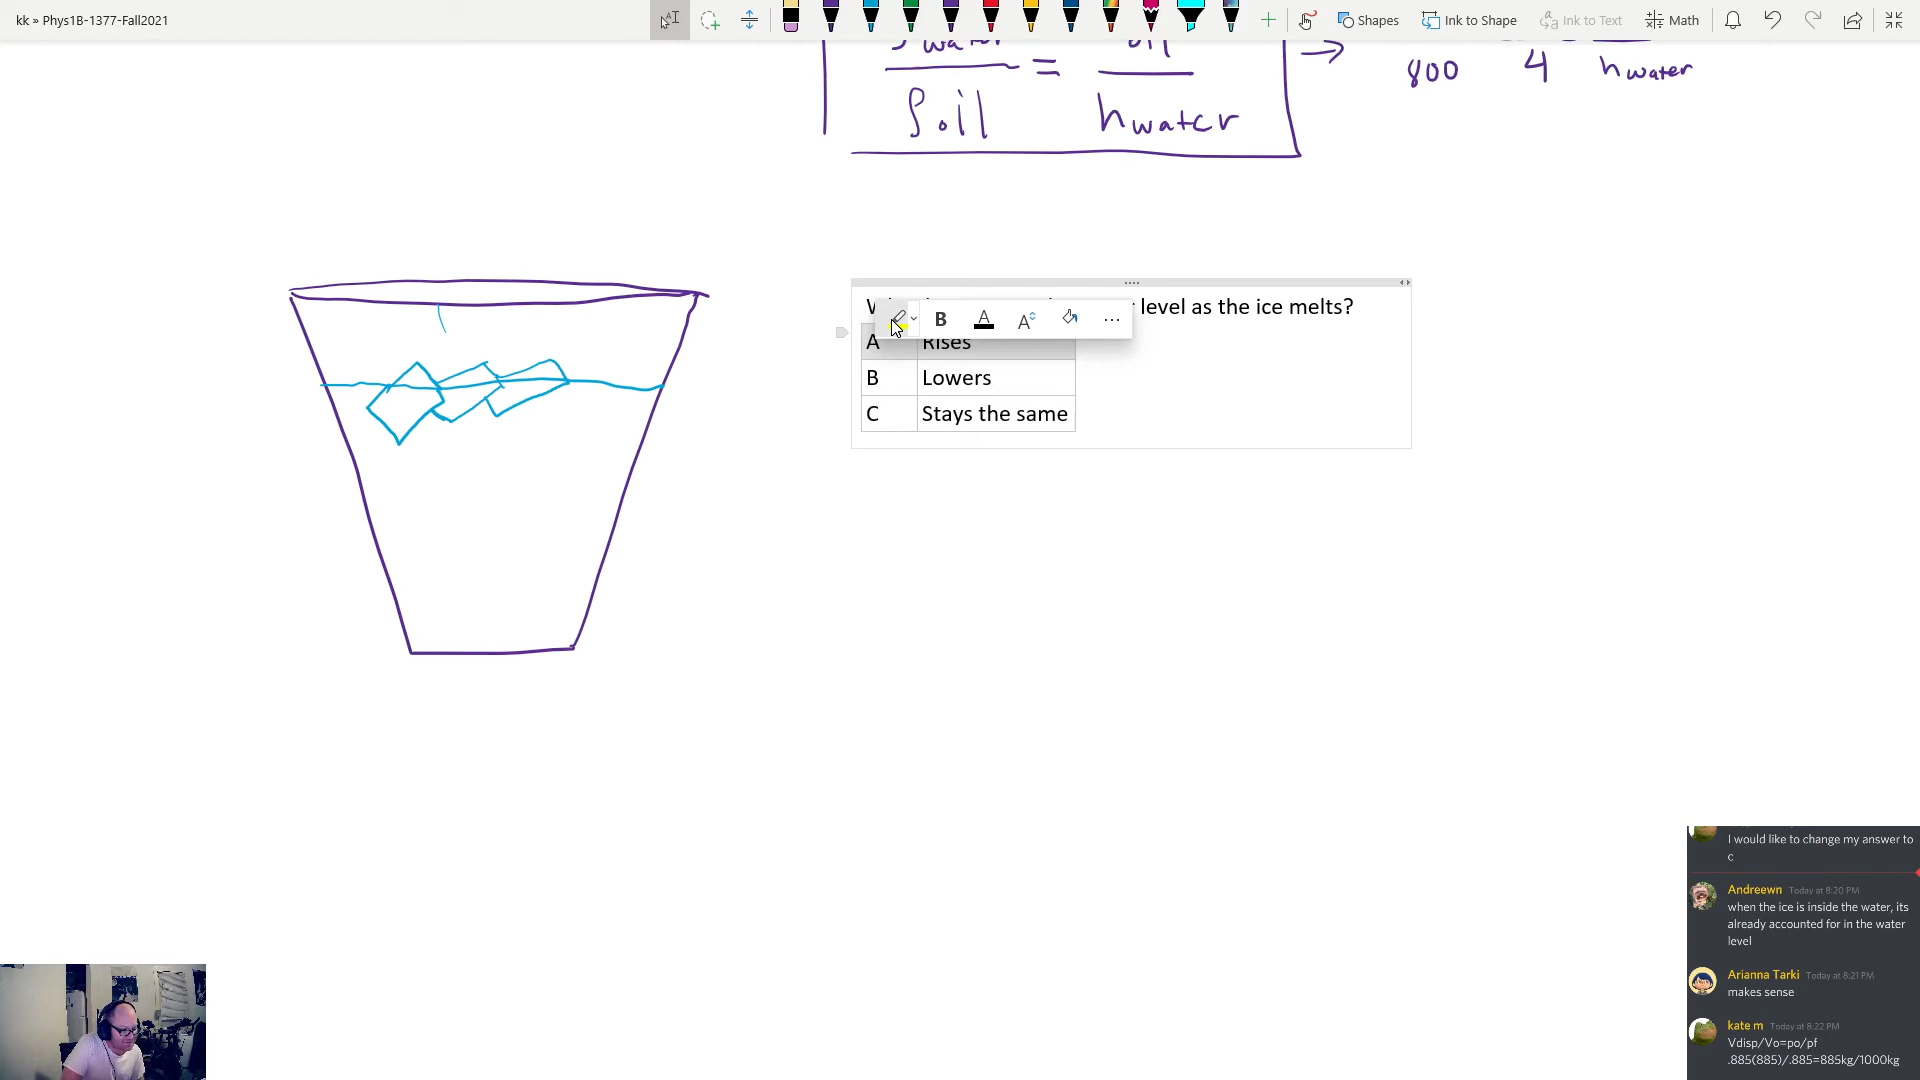 kk » Phys1B-1377-Fall2021
Shapes
Ink to Shape
Ink to Text
Math
ρwater
oil
=
ρoil
hwater
→
800
4
hwater
level as the ice melts?
B
A
A
...
A Rises
B Lowers
C Stays the same
I would like to change my answer to
c
Andreewn Today at 8:20 PM
when the ice is inside the water, its
already accounted for in the water
level
Arianna Tarki Today at 8:21 PM
makes sense
kate m Today at 8:22 PM
Vdisp/Vo=po/pf
.885(885)/.885=885kg/1000kg